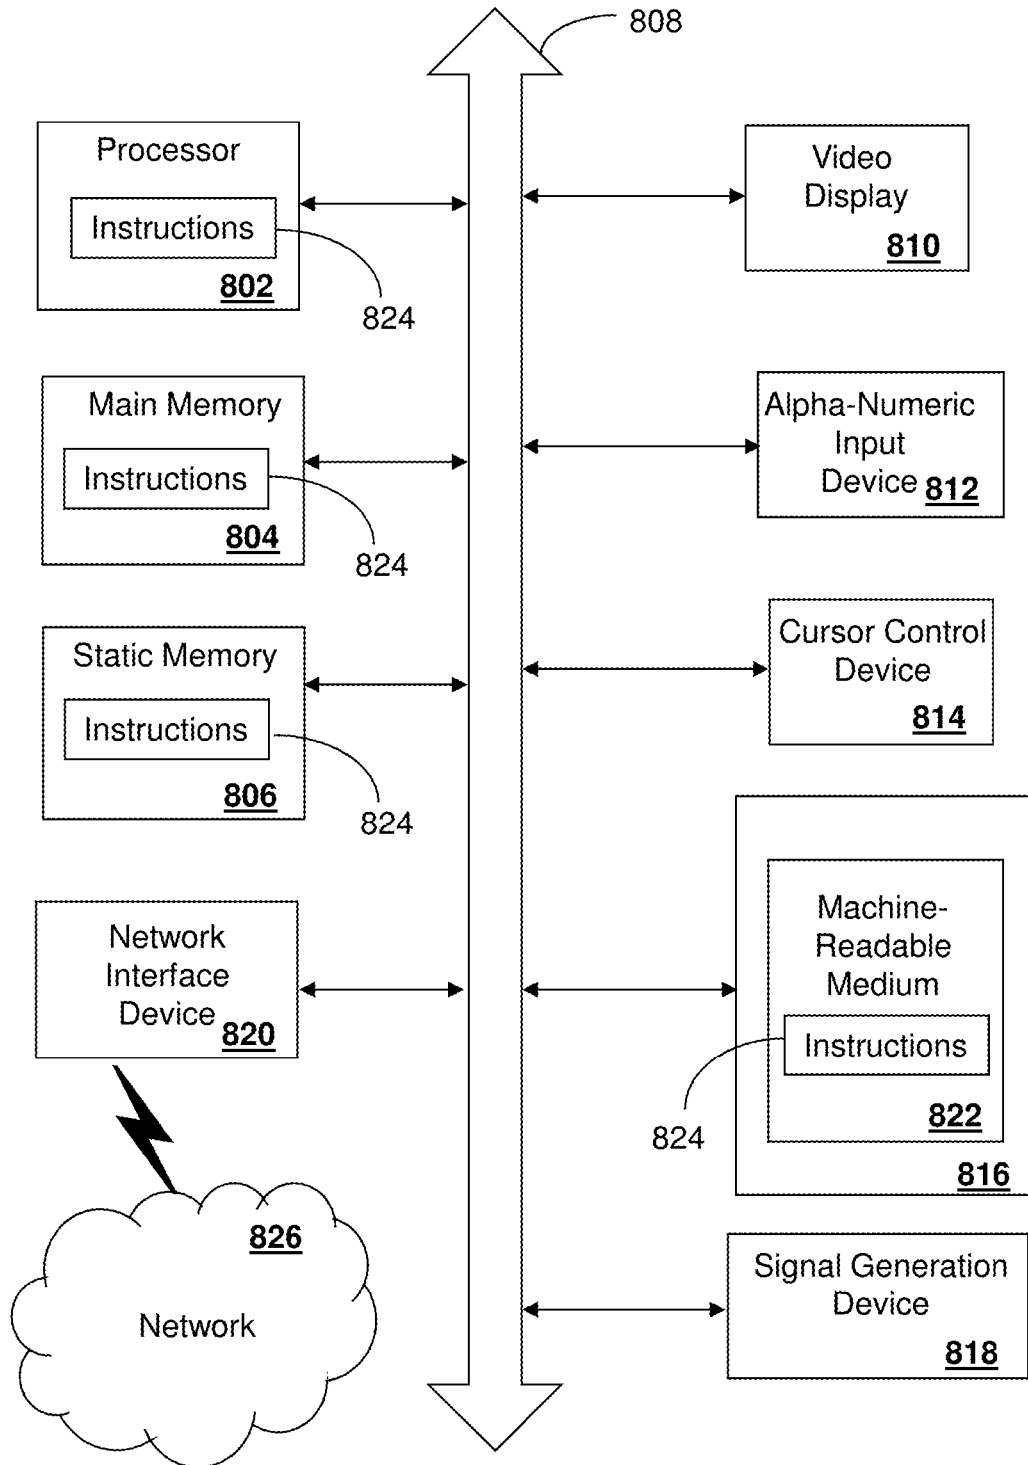 808
Processor
Instructions
802
824
Main Memory
Instructions
804
824
Static Memory
Instructions
806
824
Network
Interface
Device
820
826
Network
Video
Display
810
Alpha-Numeric
Input
Device
812
Cursor Control
Device
814
Machine-
Readable
Medium
Instructions
822
824
816
Signal Generation
Device
818